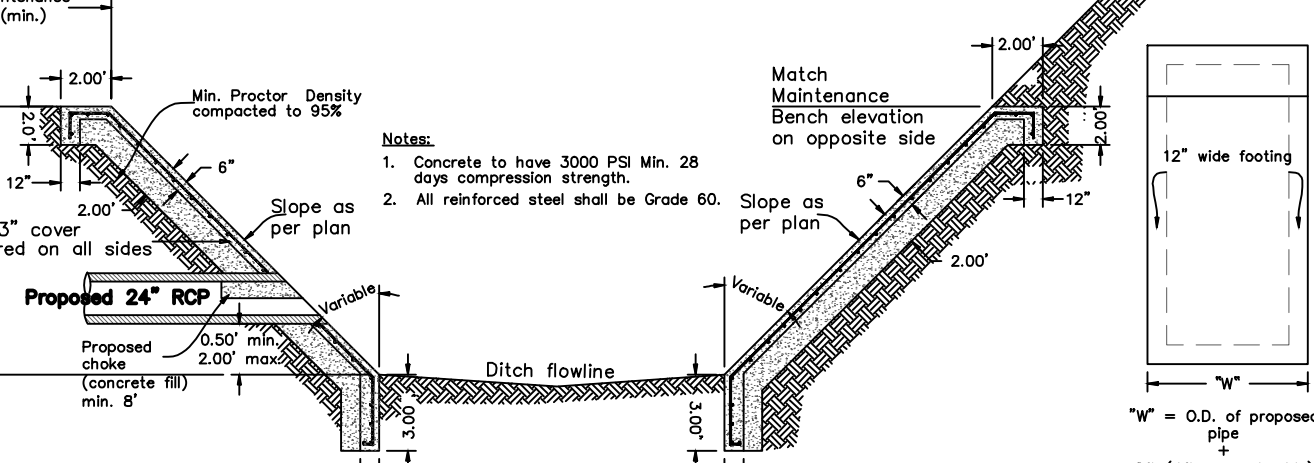 (min.)
2.00'
2.0'
12"
Min. Proctor Density
compacted to 95%
6"
2.00'
Slope as
per plan
3" cover
on all sides
Proposed 24" RCP
Variable
0.50' min.
2.00' max.
Proposed
choke
(concrete fill)
min. 8'
3.00'
Notes:
1. Concrete to have 3000 PSI Min. 28
days compression strength.
2. All reinforced steel shall be Grade 60.
Ditch flowline
Match
Maintenance
Bench elevation
on opposite side
2.00'
2.00'
12"
6"
Slope as
per plan
2.00'
Variable
3.00'
12" wide footing
"W"
"W" = O.D. of proposed
pipe
+